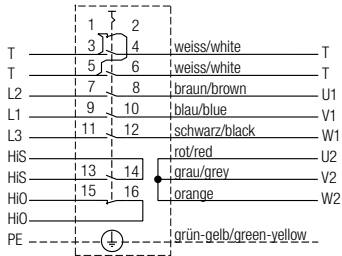 1 2
T 3 4 weiss/white T
T 5 6 weiss/white T
L2 7 8 braun/brown U1
L1 9 10 blau/blue V1
L3 11 12 schwarz/black W1
HiS rot/red U2
HiS 13 14 grau/grey V2
HiO 15 16 orange W2
HiO
PE grün-gelb/green-yellow